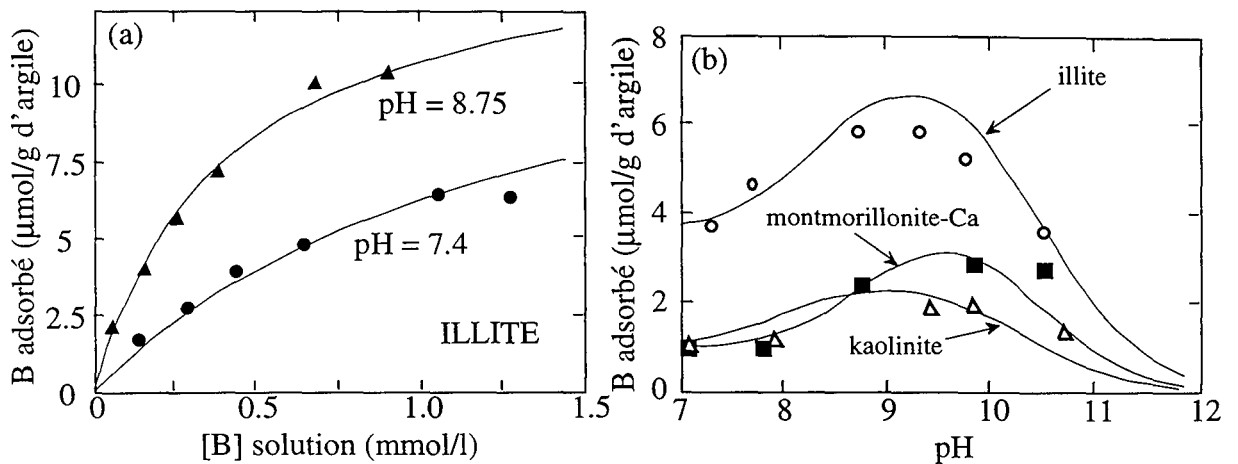 (a)
B adsorbé (μmol/g d'argile)
10
7.5
5
2.5
0
pH = 8.75
pH = 7.4
ILLITE
0
0.5
1.0
1.5
[B] solution (mmol/l)
(b)
B adsorbé (μmol/g d'argile)
8
6
4
2
0
illite
montmorillonite-Ca
kaolinite
7
8
9
10
11
12
pH